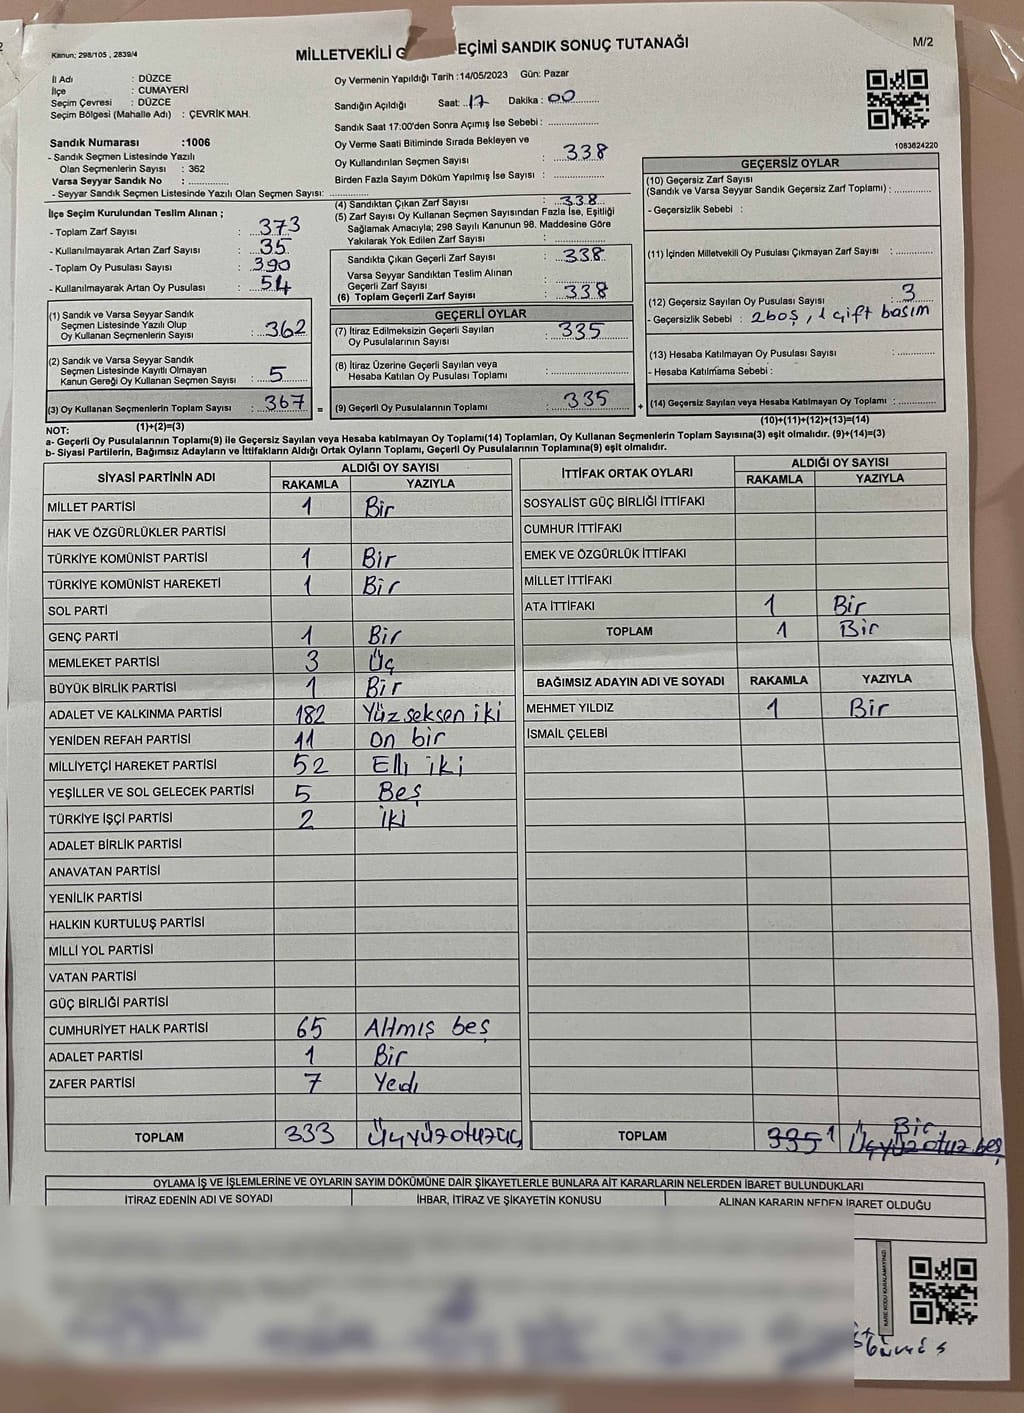 Kanun; 298/105 , 2839/4
MİLLETVEKİLİ G EÇİMİ SANDIK SONUÇ TUTANAĞI
M/2
İl Adı : DÜZCE
İlçe : CUMAYERİ
Seçim Çevresi : DÜZCE
Seçim Bölgesi (Mahalle Adı) : ÇEVRİK MAH.
Sandık Numarası :1006
- Sandık Seçmen Listesinde Yazılı
Olan Seçmenlerin Sayısı : 362
Varsa Seyyar Sandık No :
- Seyyar Sandık Seçmen Listesinde Yazılı Olan Seçmen Sayısı:
Oy Vermenin Yapıldığı Tarih :14/05/2023 Gün: Pazar
Sandığın Açıldığı Saat: 17 Dakika : 00
Sandık Saat 17:00'den Sonra Açımış İse Sebebi :
Oy Verme Saati Bitiminde Sırada Bekleyen ve
Oy Kullandırılan Seçmen Sayısı : 338
Birden Fazla Sayım Döküm Yapılmış İse Sayısı :
1083624220
İlçe Seçim Kurulundan Teslim Alınan ;
- Toplam Zarf Sayısı : 373
- Kullanılmayarak Artan Zarf Sayısı : 35
- Toplam Oy Pusulası Sayısı : 390
- Kullanılmayarak Artan Oy Pusulası : 54
(1) Sandık ve Varsa Seyyar Sandık
Seçmen Listesinde Yazılı Olup
Oy Kullanan Seçmenlerin Sayısı : 362
(2) Sandık ve Varsa Seyyar Sandık
Seçmen Listesinde Kayıtlı Olmayan
Kanun Gereği Oy Kullanan Seçmen Sayısı : 5
(3) Oy Kullanan Seçmenlerin Toplam Sayısı : 367
(1)+(2)=(3)
(4) Sandıktan Çıkan Zarf Sayısı : 338
(5) Zarf Sayısı Oy Kullanan Seçmen Sayısından Fazla İse, Eşitliği
Sağlamak Amacıyla; 298 Sayılı Kanunun 98. Maddesine Göre
Yakılarak Yok Edilen Zarf Sayısı :
Sandıkta Çıkan Geçerli Zarf Sayısı : 338
Varsa Seyyar Sandıktan Teslim Alınan
Geçerli Zarf Sayısı :
(6) Toplam Geçerli Zarf Sayısı : 338
GEÇERLİ OYLAR
(7) İtiraz Edilmeksizin Geçerli Sayılan
Oy Pusulalarının Sayısı : 335
(8) İtiraz Üzerine Geçerli Sayılan veya
Hesaba Katılan Oy Pusulası Toplamı :
= (9) Geçerli Oy Pusulalarının Toplamı : 335 +
GEÇERSİZ OYLAR
(10) Geçersiz Zarf Sayısı
(Sandık ve Varsa Seyyar Sandık Geçersiz Zarf Toplamı) :
- Geçersizlik Sebebi :
(11) İçinden Milletvekili Oy Pusulası Çıkmayan Zarf Sayısı :
(12) Geçersiz Sayılan Oy Pusulası Sayısı : 3
- Geçersizlik Sebebi : 2boş, 1 çift basım
(13) Hesaba Katılmayan Oy Pusulası Sayısı :
- Hesaba Katılmama Sebebi :
(14) Geçersiz Sayılan veya Hesaba Katılmayan Oy Toplamı :
(10)+(11)+(12)+(13)=(14)
NOT:
a- Geçerli Oy Pusulalarının Toplamı(9) ile Geçersiz Sayılan veya Hesaba katılmayan Oy Toplamı(14) Toplamları, Oy Kullanan Seçmenlerin Toplam Sayısına(3) eşit olmalıdır. (9)+(14)=(3)
b- Siyasi Partilerin, Bağımsız Adayların ve İttifakların Aldığı Ortak Oyların Toplamı, Geçerli Oy Pusulalarının Toplamına(9) eşit olmalıdır.
SİYASİ PARTİNİN ADI ALDIĞI OY SAYISI
RAKAMLA YAZIYLA
MİLLET PARTİSİ 1 Bir
HAK VE ÖZGÜRLÜKLER PARTİSİ
TÜRKİYE KOMÜNİST PARTİSİ 1 Bir
TÜRKİYE KOMÜNİST HAREKETİ 1 Bir
SOL PARTİ
GENÇ PARTİ 1 Bir
MEMLEKET PARTİSİ 3 Üç
BÜYÜK BİRLİK PARTİSİ 1 Bir
ADALET VE KALKINMA PARTİSİ 182 Yüz seksen iki
YENİDEN REFAH PARTİSİ 11 On bir
MİLLİYETÇİ HAREKET PARTİSİ 52 Elli iki
YEŞİLLER VE SOL GELECEK PARTİSİ 5 Beş
TÜRKİYE İŞÇİ PARTİSİ 2 iki
ADALET BİRLİK PARTİSİ
ANAVATAN PARTİSİ
YENİLİK PARTİSİ
HALKIN KURTULUŞ PARTİSİ
MİLLİ YOL PARTİSİ
VATAN PARTİSİ
GÜÇ BİRLİĞİ PARTİSİ
CUMHURİYET HALK PARTİSİ 65 Altmış beş
ADALET PARTİSİ 1 Bir
ZAFER PARTİSİ 7 Yedi
TOPLAM 333 Üçyüzotuzüç
İTTİFAK ORTAK OYLARI ALDIĞI OY SAYISI
RAKAMLA YAZIYLA
SOSYALİST GÜÇ BİRLİĞİ İTTİFAKI
CUMHUR İTTİFAKI
EMEK VE ÖZGÜRLÜK İTTİFAKI
MİLLET İTTİFAKI
ATA İTTİFAKI 1 Bir
TOPLAM 1 Bir
BAĞIMSIZ ADAYIN ADI VE SOYADI RAKAMLA YAZIYLA
MEHMET YILDIZ 1 Bir
İSMAİL ÇELEBİ
Bir
TOPLAM 335 1 Üçyüz otuz beş
OYLAMA İŞ VE İŞLEMLERİNE VE OYLARIN SAYIM DÖKÜMÜNE DAİR ŞİKAYETLERLE BUNLARA AİT KARARLARIN NELERDEN İBARET BULUNDUKLARI
İTİRAZ EDENİN ADI VE SOYADI İHBAR, İTİRAZ VE ŞİKAYETİN KONUSU ALINAN KARARIN NEDEN İBARET OLDUĞU